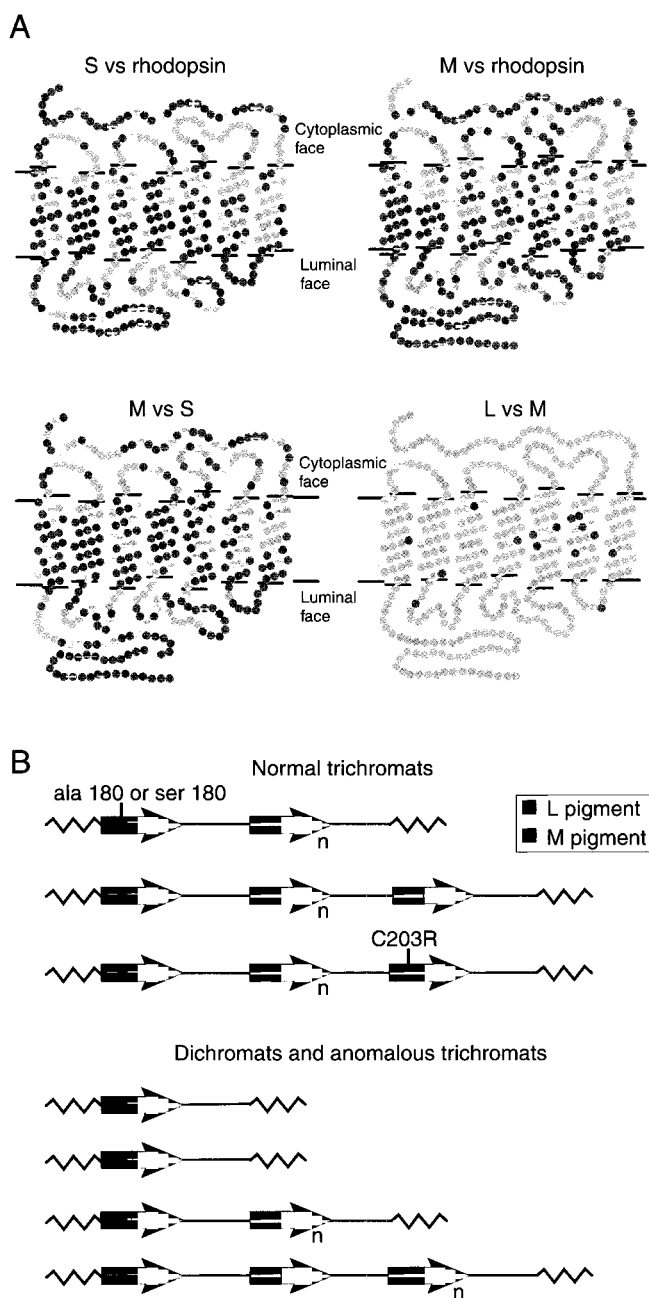 A
S vs rhodopsin
M vs rhodopsin
Cytoplasmic
face
Luminal
face
M vs S
L vs M
Cytoplasmic
face
Luminal
face
B
Normal trichromats
ala 180 or ser 180
L pigment
M pigment
n
n
C203R
n
Dichromats and anomalous trichromats
n
n